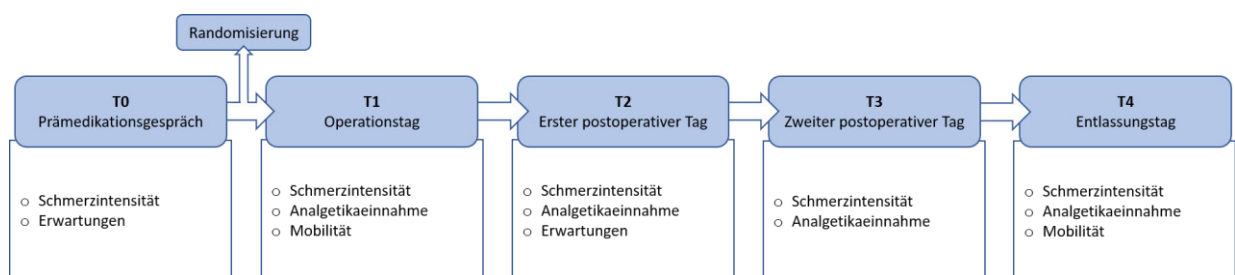 Randomisierung
T0
Prämedikationsgespräch
T1
Operationstag
T2
Erster postoperativer Tag
T3
Zweiter postoperativer Tag
T4
Entlassungstag
o Schmerzintensität
o Erwartungen
o Schmerzintensität
o Analgetikaeinnahme
o Mobilität
o Schmerzintensität
o Analgetikaeinnahme
o Erwartungen
o Schmerzintensität
o Analgetikaeinnahme
o Schmerzintensität
o Analgetikaeinnahme
o Mobilität